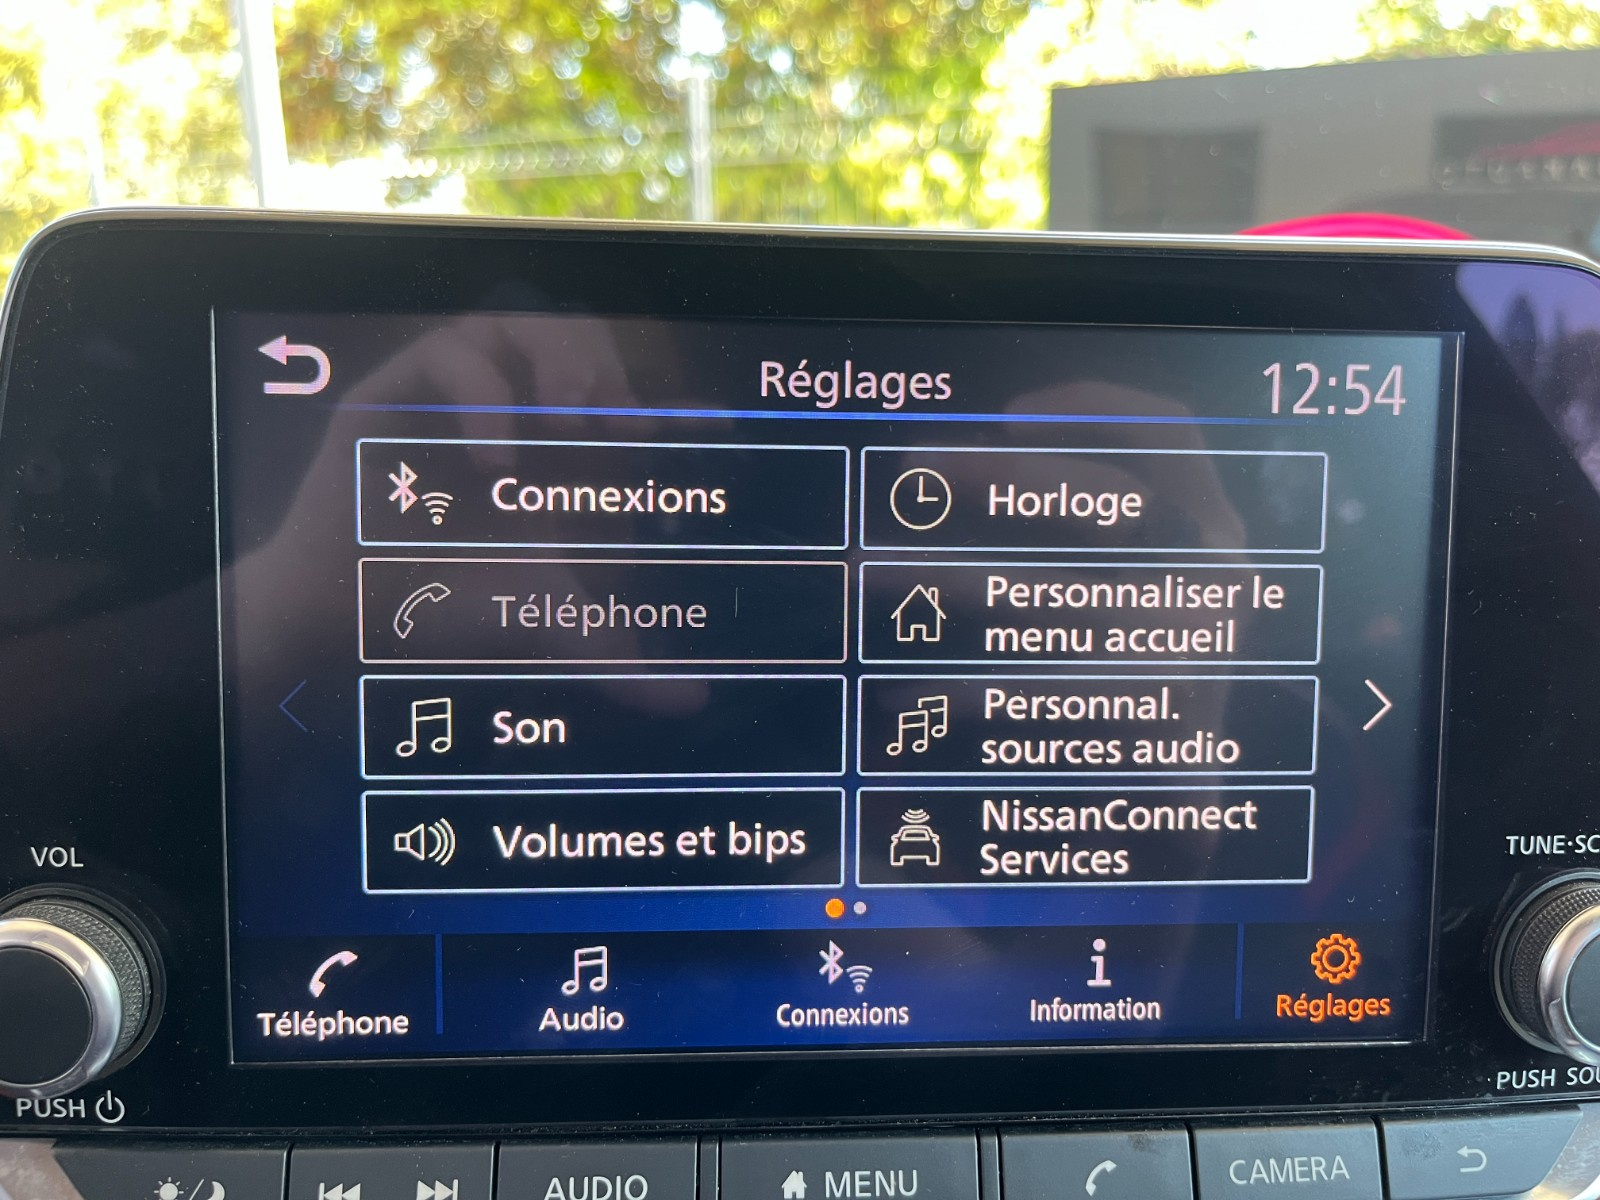 Réglages
12:54
Connexions
Horloge
Téléphone
Personnaliser le
menu accueil
Son
Personnal.
sources audio
Volumes et bips
NissanConnect
Services
Téléphone
Audio
Connexions
Information
Réglages
VOL
PUSH
TUNE·SC
PUSH SOU
AUDIO
MENU
CAMERA